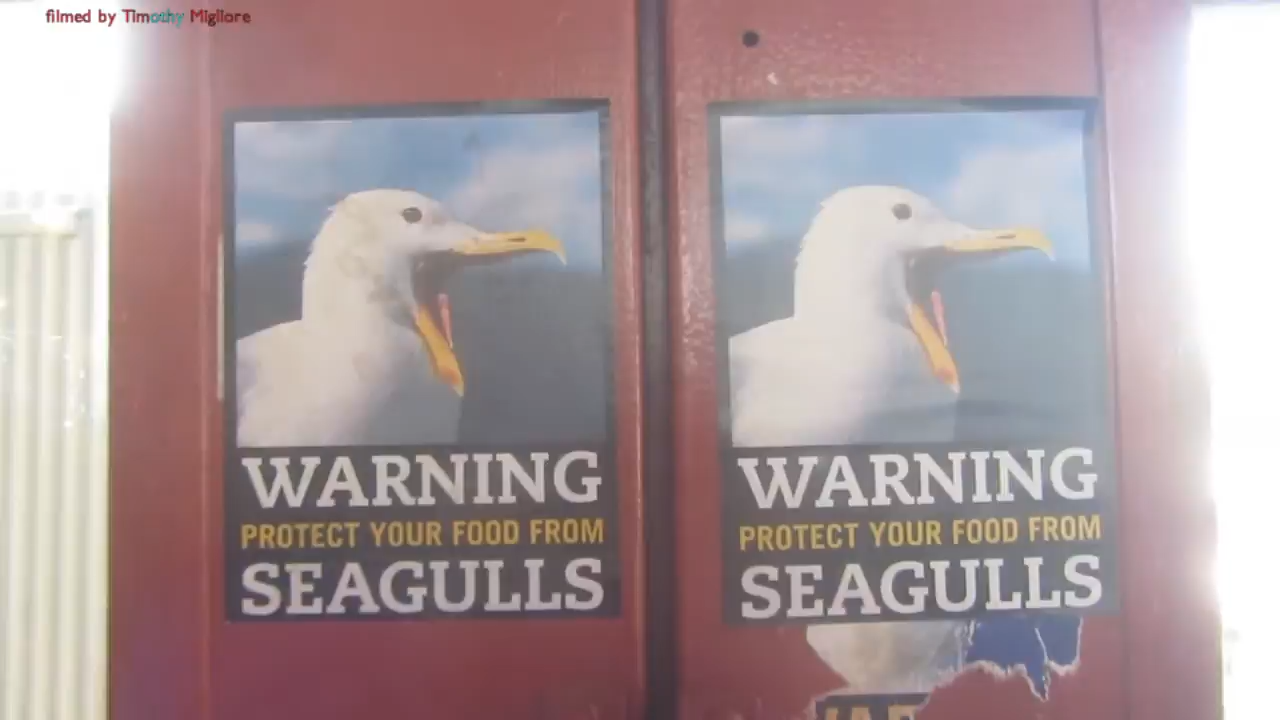 filmed by Timothy Migliore
WARNING
PROTECT YOUR FOOD FROM
SEAGULLS
WARNING
PROTECT YOUR FOOD FROM
SEAGULLS